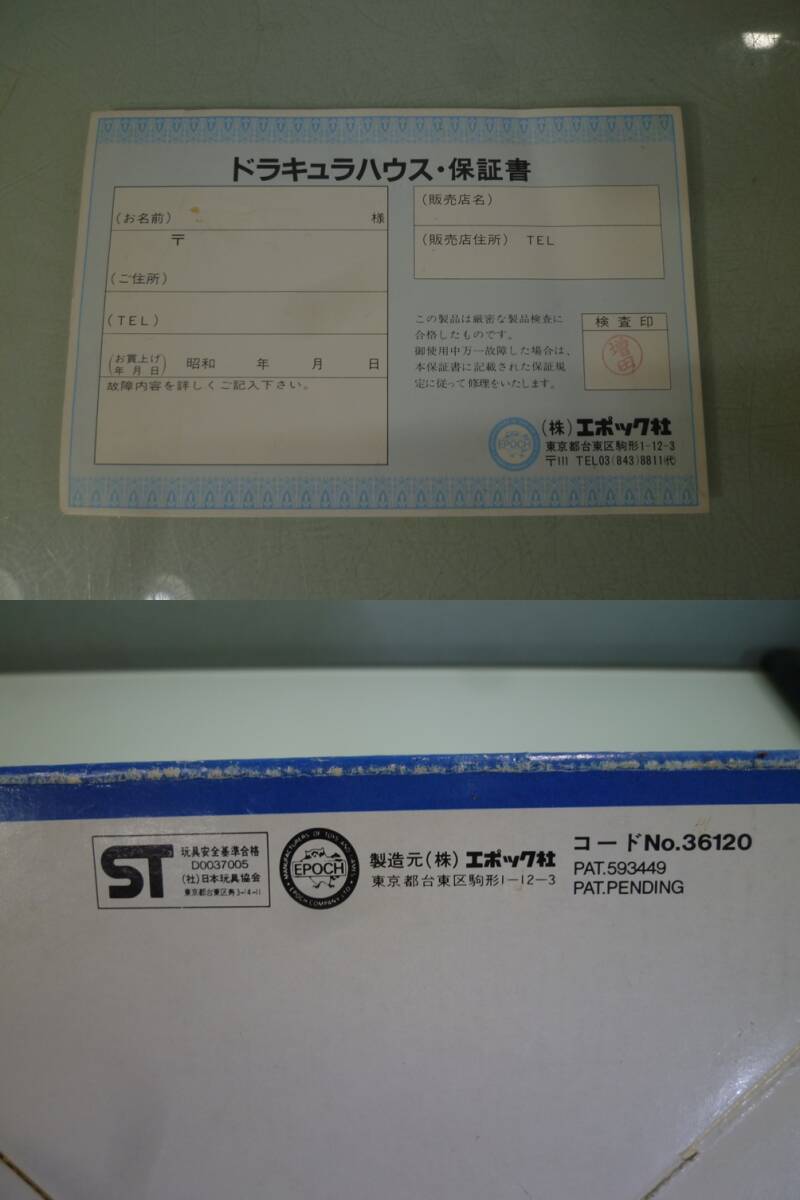 ドラキュラハウス・保証書
(お名前) 様
〒
(ご住所)
(TEL)
(お買上げ年月日) 昭和 年 月 日
故障内容を詳しくご記入下さい。
(販売店名)
(販売店住所) TEL
この製品は厳密な製品検査に
合格したものです。
御使用中万一故障した場合は、
本保証書に記載された保証規
定に従って修理をいたします。
検査印
増田
EPOCH
(株)エポック社
東京都台東区駒形1-12-3
〒111 TEL03(843)8811(代)
ST
玩具安全基準合格
D0037005
(社)日本玩具協会
MANUFACTURERS OF TOYS AND GAMES
EPOCH
EPOCH COMPANY LTD.
製造元(株)エポック社
東京都台東区駒形1-12-3
コードNo.36120
PAT.593449
PAT.PENDING